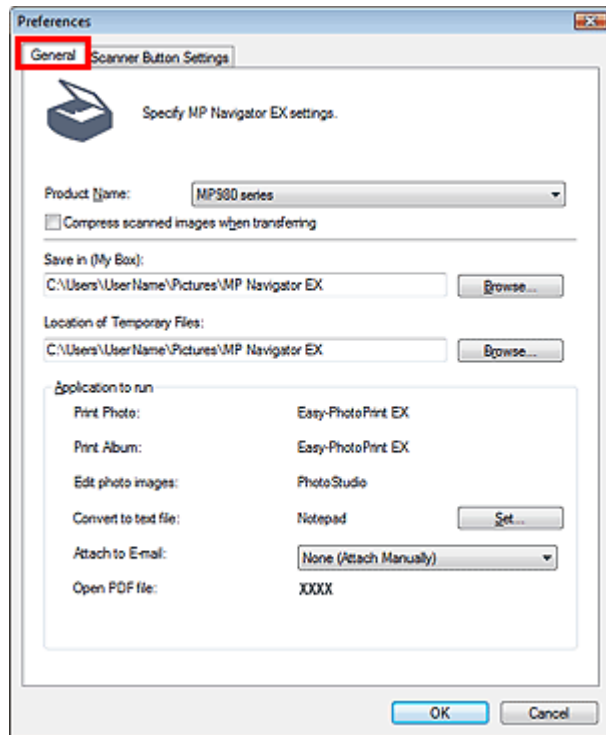 Preferences
General Scanner Button Settings
Specify MP Navigator EX settings.
Product Name: MP980 series
Compress scanned images when transferring
Save in (My Box):
C:\Users\UserName\Pictures\MP Navigator EX Browse...
Location of Temporary Files:
C:\Users\UserName\Pictures\MP Navigator EX Browse...
Application to run
Print Photo: Easy-PhotoPrint EX
Print Album: Easy-PhotoPrint EX
Edit photo images: PhotoStudio
Convert to text file: Notepad Set...
Attach to E-mail: None (Attach Manually)
Open PDF file: XXXX
OK Cancel